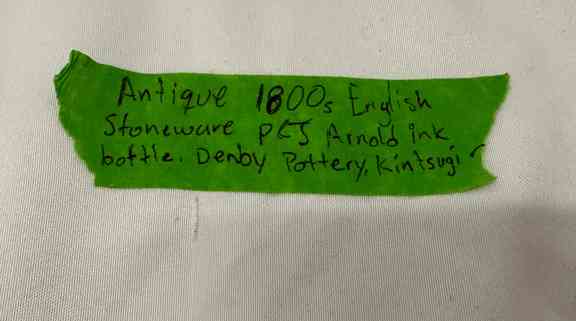 Antique 1800s English
Stoneware P&J Arnold ink
bottle. Denby Pottery, Kintsugi